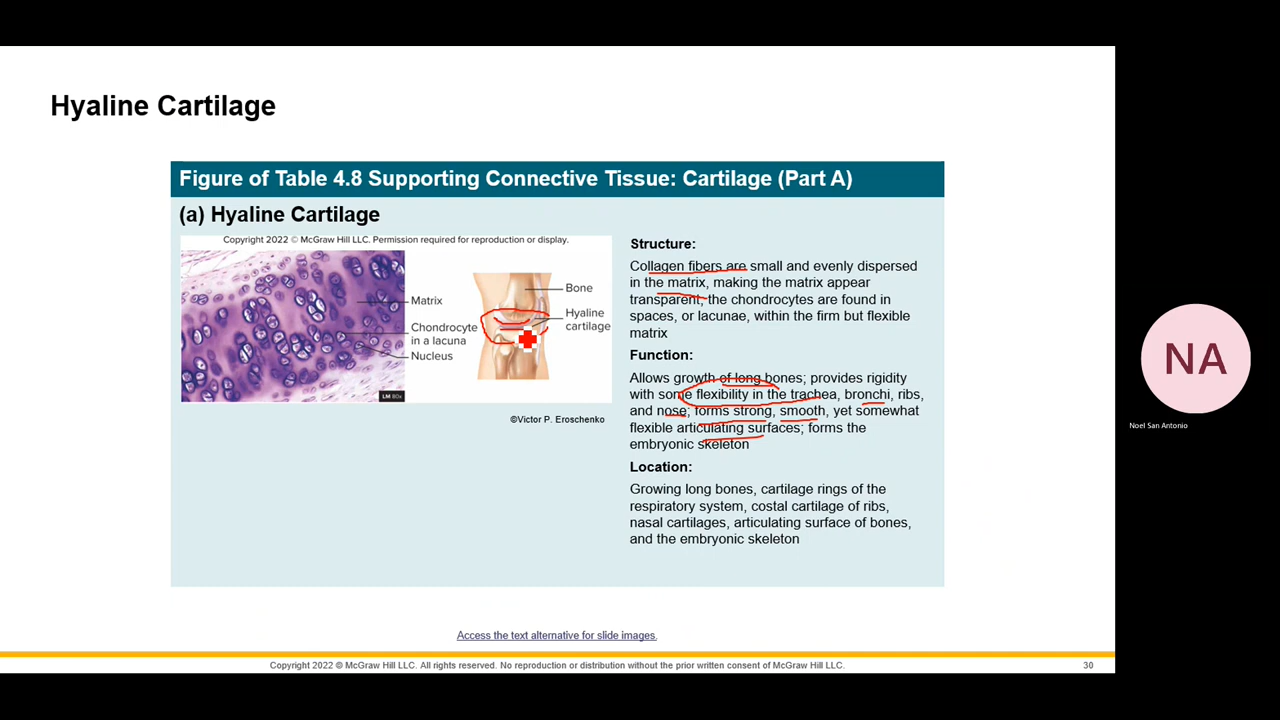 Hyaline Cartilage
Figure of Table 4.8 Supporting Connective Tissue: Cartilage (Part A)
(a) Hyaline Cartilage
Copyright 2022 © McGraw Hill LLC. Permission required for reproduction or display.
Matrix
Chondrocyte
in a lacuna
Nucleus
LM 80x
Bone
Hyaline
cartilage
©Victor P. Eroschenko
Structure:
Collagen fibers are small and evenly dispersed
in the matrix, making the matrix appear
transparent; the chondrocytes are found in
spaces, or lacunae, within the firm but flexible
matrix
Function:
Allows growth of long bones; provides rigidity
with some flexibility in the trachea, bronchi, ribs,
and nose; forms strong, smooth, yet somewhat
flexible articulating surfaces; forms the
embryonic skeleton
Location:
Growing long bones, cartilage rings of the
respiratory system, costal cartilage of ribs,
nasal cartilages, articulating surface of bones,
and the embryonic skeleton
Access the text alternative for slide images.
Copyright 2022 © McGraw Hill LLC. All rights reserved. No reproduction or distribution without the prior written consent of McGraw Hill LLC.
30
NA
Noel San Antonio